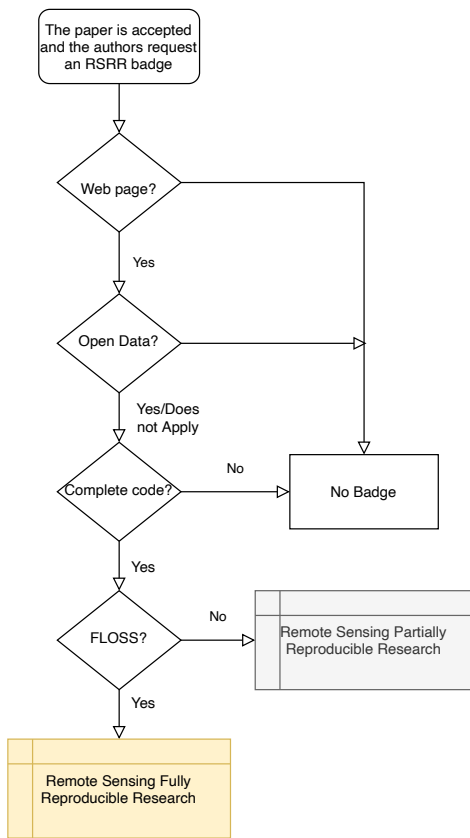 The paper is accepted
and the authors request
an RSRR badge
Web page?
Yes
Open Data?
Yes/Does
not Apply
Complete code?
No
No Badge
Yes
FLOSS?
No
Remote Sensing Partially
Reproducible Research
Yes
Remote Sensing Fully
Reproducible Research